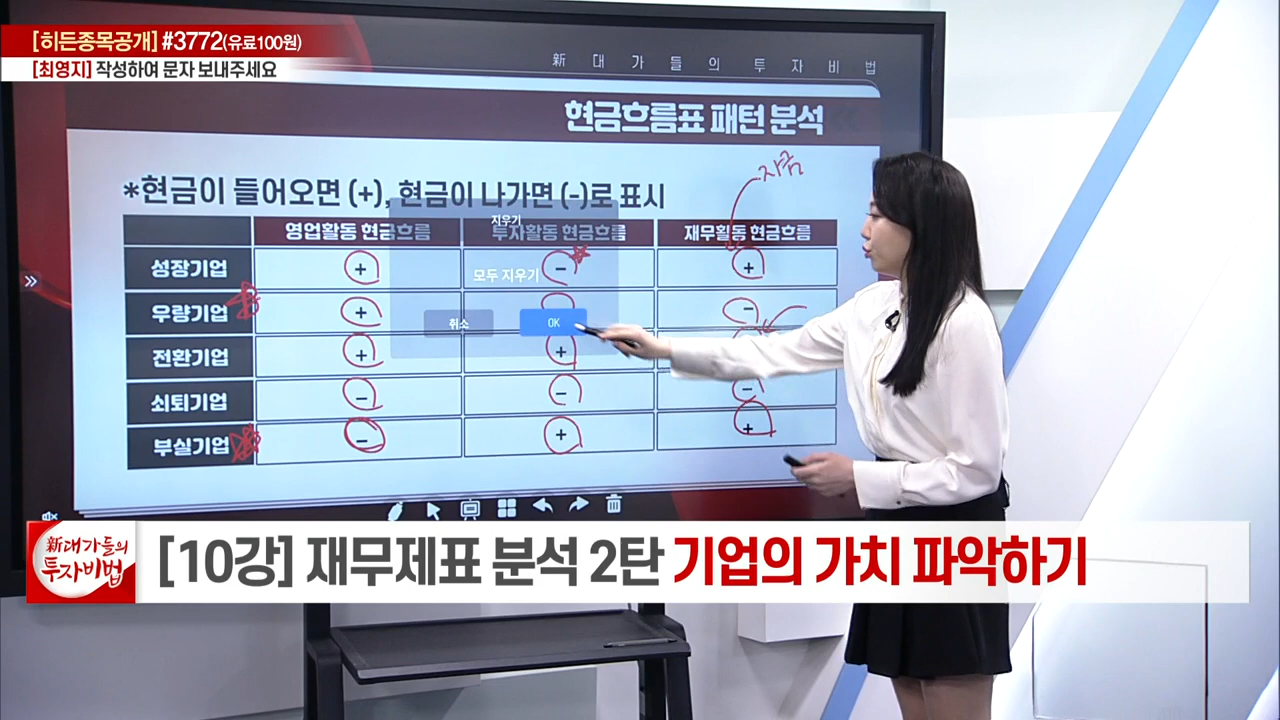 [히든종목공개] #3772(유료100원)
[최영지] 작성하여 문자 보내주세요
新 대가들의 투자비법
현금흐름표 패턴 분석
자금
*현금이 들어오면 (+), 현금이 나가면 (-)로 표시
영업활동 현금흐름 투자활동 현금흐름 재무활동 현금흐름
지우기
모두 지우기
취소 OK
성장기업 + - +
우량기업 + -
전환기업 + +
쇠퇴기업 - - -
부실기업 - + +
新대가들의
투자비법
[10강] 재무제표 분석 2탄 기업의 가치 파악하기